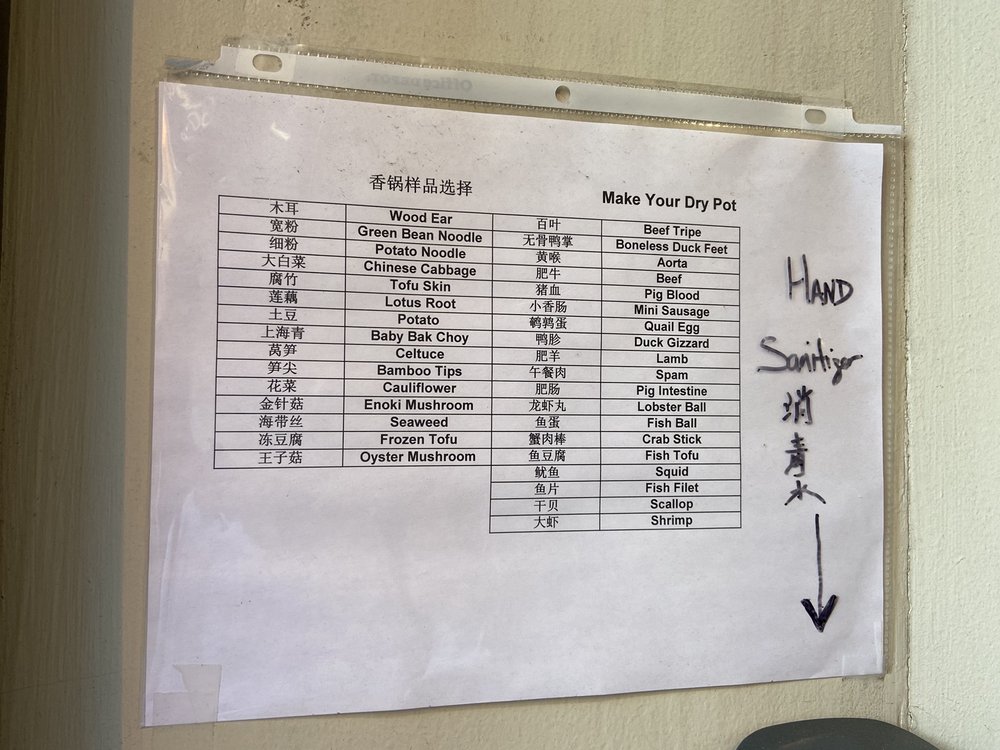 香锅样品选择
Make Your Dry Pot
木耳 Wood Ear
宽粉 Green Bean Noodle
细粉 Potato Noodle
大白菜 Chinese Cabbage
腐竹 Tofu Skin
莲藕 Lotus Root
土豆 Potato
上海青 Baby Bak Choy
莴笋 Celtuce
笋尖 Bamboo Tips
花菜 Cauliflower
金针菇 Enoki Mushroom
海带丝 Seaweed
冻豆腐 Frozen Tofu
王子菇 Oyster Mushroom
百叶 Beef Tripe
无骨鸭掌 Boneless Duck Feet
黄喉 Aorta
肥牛 Beef
猪血 Pig Blood
小香肠 Mini Sausage
鹌鹑蛋 Quail Egg
鸭胗 Duck Gizzard
肥羊 Lamb
午餐肉 Spam
肥肠 Pig Intestine
龙虾丸 Lobster Ball
鱼蛋 Fish Ball
蟹肉棒 Crab Stick
鱼豆腐 Fish Tofu
鱿鱼 Squid
鱼片 Fish Filet
干贝 Scallop
大虾 Shrimp
HAND
Sanitizer
消毒水